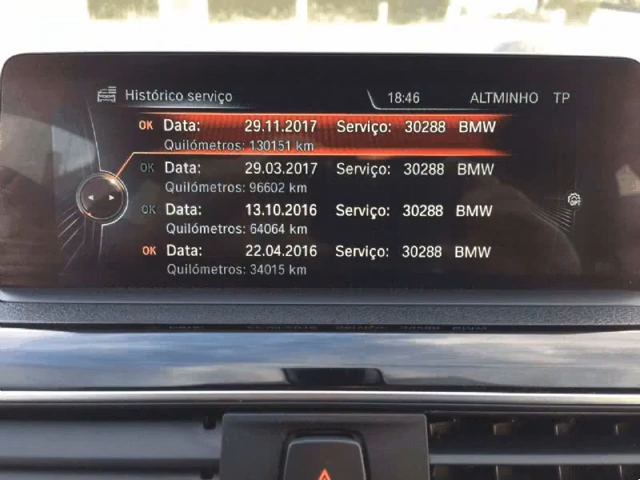 Histórico serviço 18:46 ALTMINHO TP
OK Data: 29.11.2017 Serviço: 30288 BMW
Quilómetros: 130151 km
OK Data: 29.03.2017 Serviço: 30288 BMW
Quilómetros: 96602 km
OK Data: 13.10.2016 Serviço: 30288 BMW
Quilómetros: 64064 km
OK Data: 22.04.2016 Serviço: 30288 BMW
Quilómetros: 34015 km